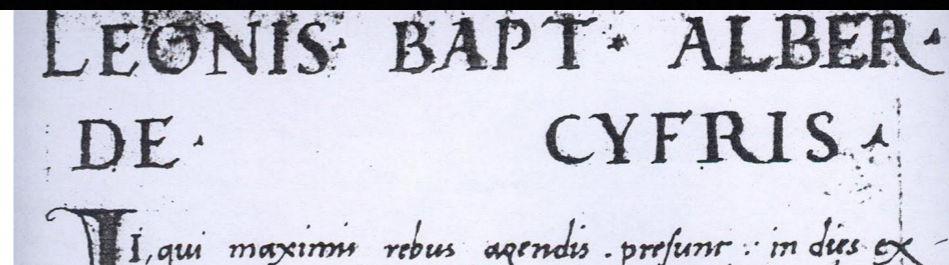 LEONIS· BAPT· ALBER·
DE· CYFRIS·
II, qui maximis rebus agendis . presunt : in dies ex-